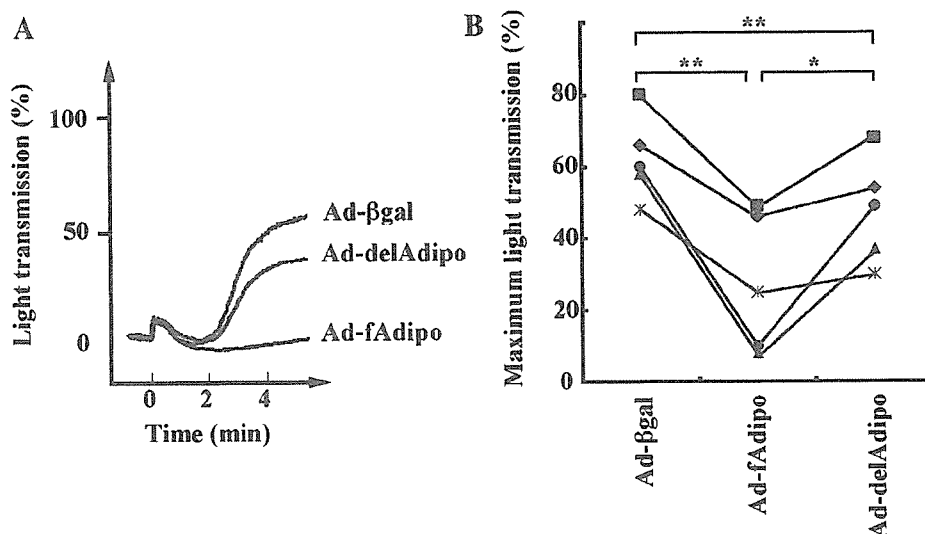 A
Light transmission (%)
100
50
0
Ad-βgal
Ad-delAdipo
Ad-fAdipo
0 2 4
Time (min)
B
Maximum light transmission (%)
**
** *
80
60
40
20
0
Ad-βgal
Ad-fAdipo
Ad-delAdipo